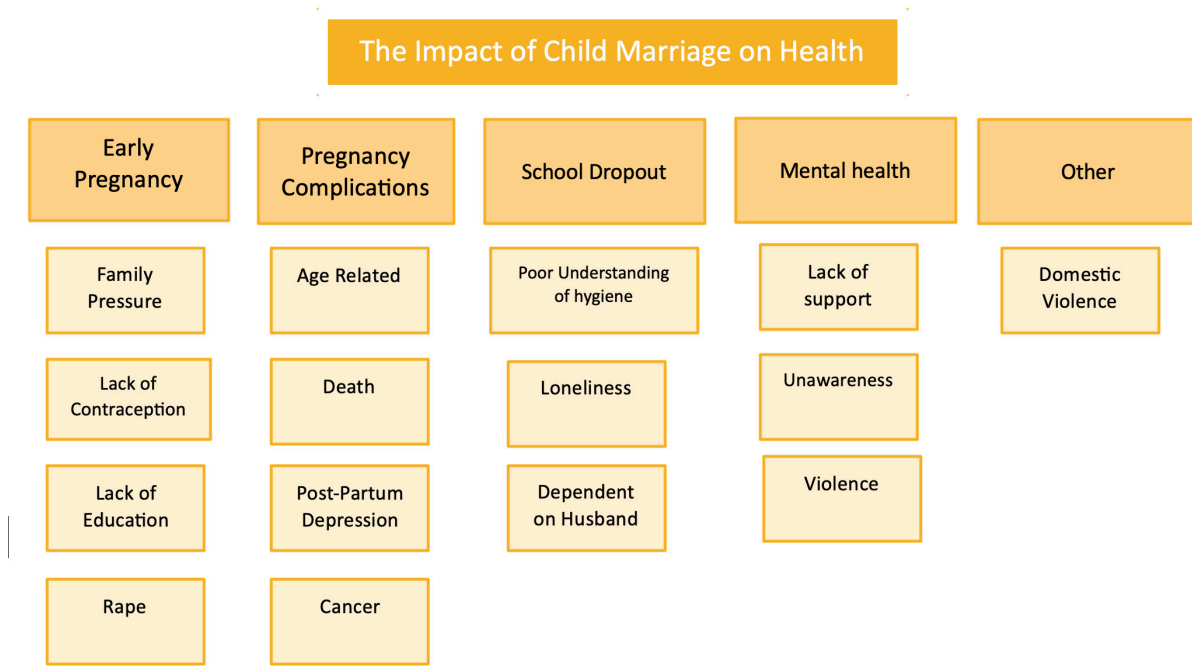 The Impact of Child Marriage on Health
Early
Pregnancy
Family
Pressure
Lack of
Contraception
Lack of
Education
Rape
Pregnancy
Complications
Age Related
Death
Post-Partum
Depression
Cancer
School Dropout
Poor Understanding
of hygiene
Loneliness
Dependent
on Husband
Mental health
Lack of
support
Unawareness
Violence
Other
Domestic
Violence